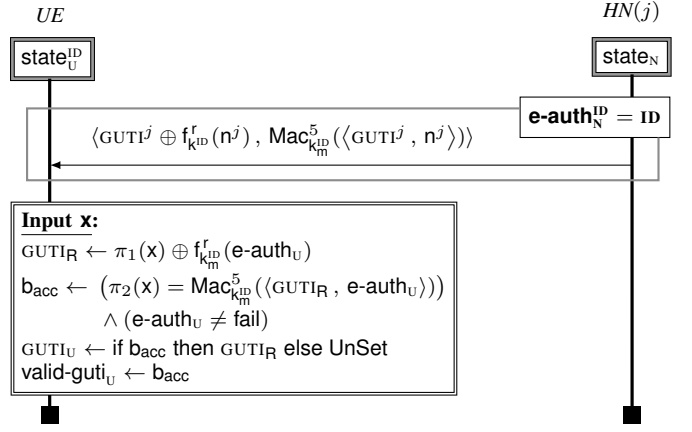 UE HN(j)
state_U^ID state_N
e-auth_N^ID = ID
⟨GUTI^j ⊕ f^r_{k^ID}(n^j) , Mac^5_{k_m^ID}(⟨GUTI^j , n^j⟩)⟩
Input x:
GUTI_R ← π_1(x) ⊕ f^r_{k_m^ID}(e-auth_U)
b_acc ← (π_2(x) = Mac^5_{k_m^ID}(⟨GUTI_R , e-auth_U⟩))
∧ (e-auth_U ≠ fail)
GUTI_U ← if b_acc then GUTI_R else UnSet
valid-guti_U ← b_acc